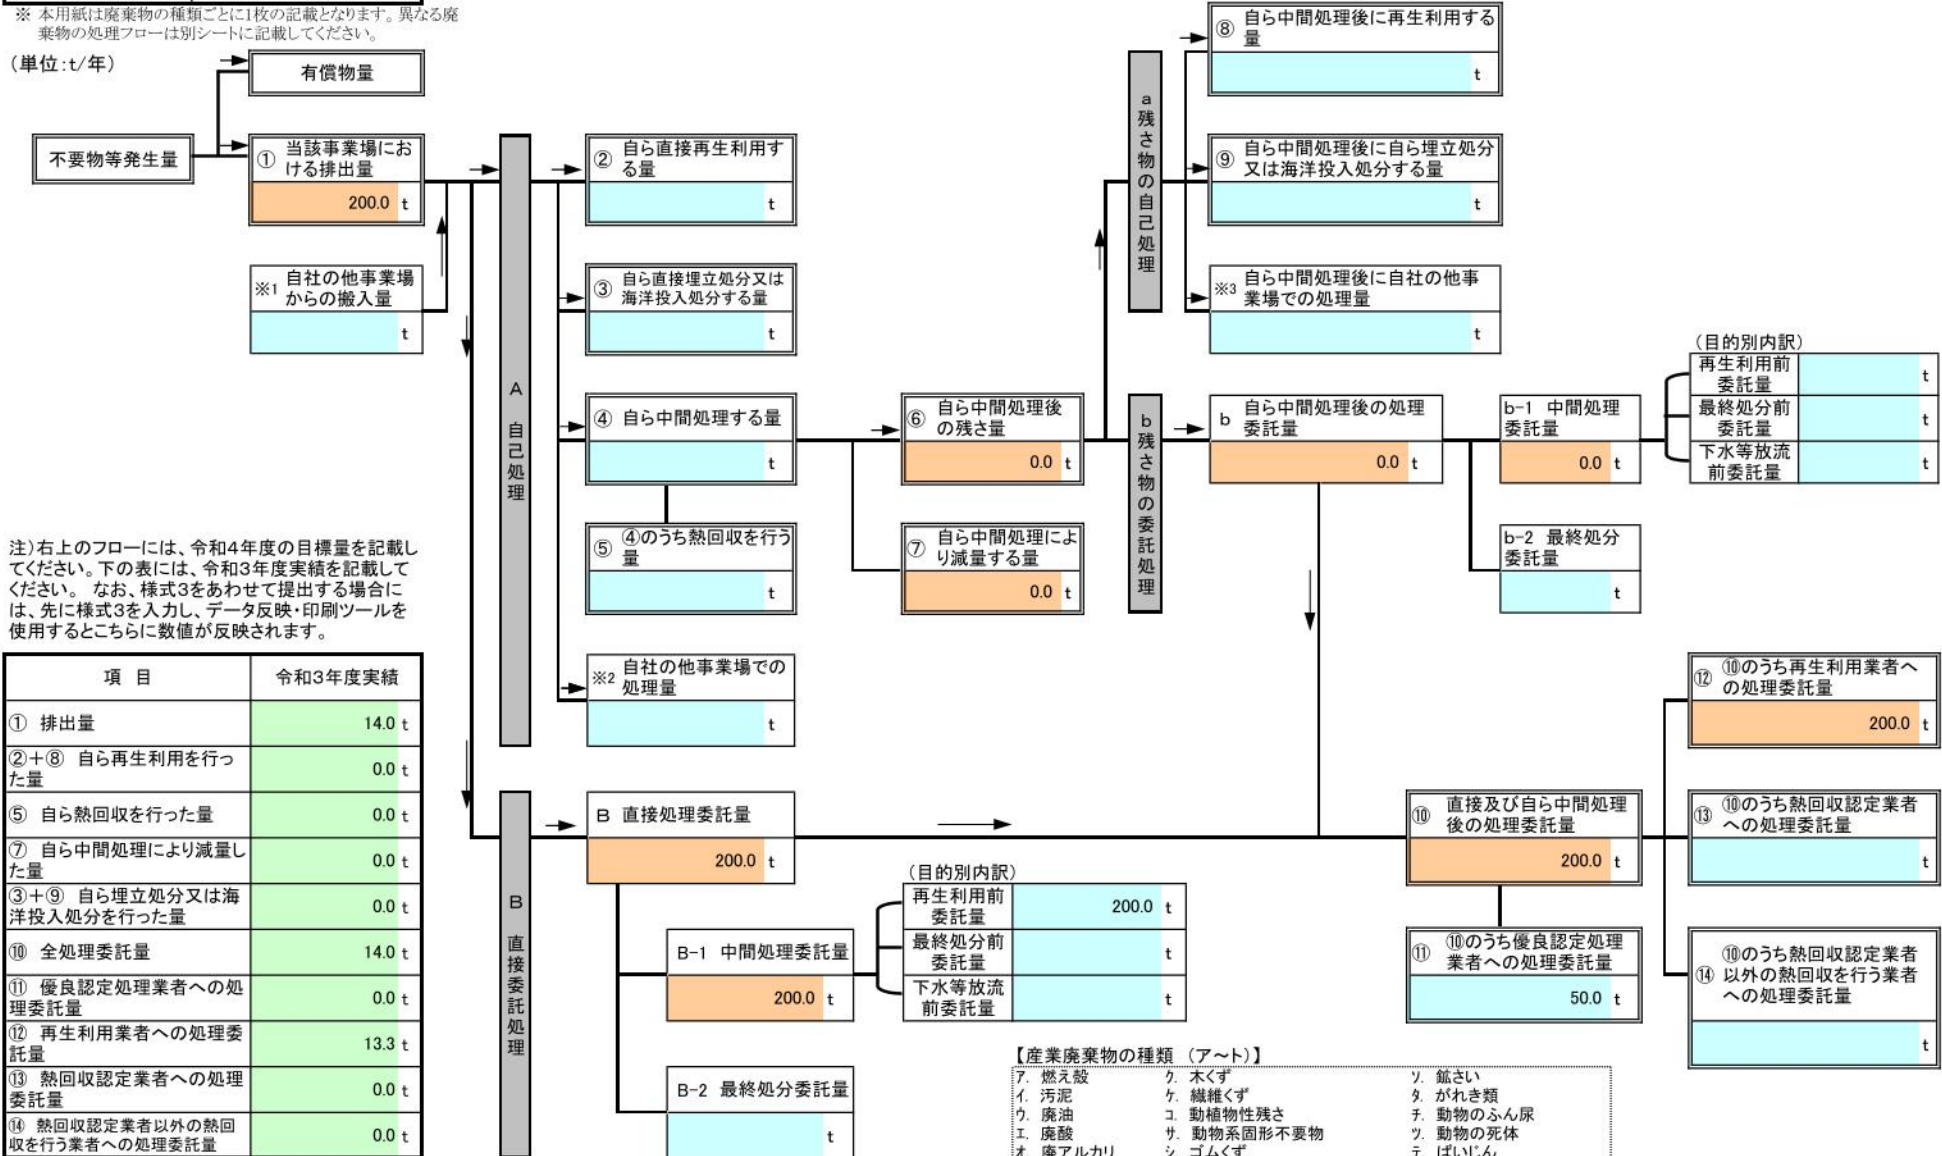 ※ 本用紙は廃棄物の種類ごとに1枚の記載となります。異なる廃
棄物の処理フローは別シートに記載してください。
(単位:t/年)
有償物量
不要物等発生量
① 当該事業場にお
ける排出量
200.0 t
※1 自社の他事業場
からの搬入量
t
A 自己処理
② 自ら直接再生利用す
る量
t
③ 自ら直接埋立処分又は
海洋投入処分する量
t
④ 自ら中間処理する量
t
⑤ ④のうち熱回収を行う
量
t
※2 自社の他事業場での
処理量
t
⑥ 自ら中間処理後
の残さ量
0.0 t
⑦ 自ら中間処理によ
り減量する量
0.0 t
a残さ物の自己処理
⑧ 自ら中間処理後に再生利用する
量
t
⑨ 自ら中間処理後に自ら埋立処分
又は海洋投入処分する量
t
※3 自ら中間処理後に自社の他事
業場での処理量
t
b残さ物の委託処理
b 自ら中間処理後の処理
委託量
0.0 t
b-1 中間処理
委託量
0.0 t
b-2 最終処分
委託量
t
(目的別内訳)
再生利用前
委託量
t
最終処分前
委託量
t
下水等放流
前委託量
t
注)右上のフローには、令和4年度の目標量を記載し
てください。下の表には、令和3年度実績を記載して
ください。 なお、様式3をあわせて提出する場合に
は、先に様式3を入力し、データ反映・印刷ツールを
使用するとこちらに数値が反映されます。
項 目 令和3年度実績
① 排出量 14.0 t
②+⑧ 自ら再生利用を行っ
た量 0.0 t
⑤ 自ら熱回収を行った量 0.0 t
⑦ 自ら中間処理により減量し
た量 0.0 t
③+⑨ 自ら埋立処分又は海
洋投入処分を行った量 0.0 t
⑩ 全処理委託量 14.0 t
⑪ 優良認定処理業者への処
理委託量 0.0 t
⑫ 再生利用業者への処理委
託量 13.3 t
⑬ 熱回収認定業者への処理
委託量 0.0 t
⑭ 熱回収認定業者以外の熱回
収を行う業者への処理委託量 0.0 t
B 直接委託処理
B 直接処理委託量
200.0 t
B-1 中間処理委託量
200.0 t
B-2 最終処分委託量
t
(目的別内訳)
再生利用前
委託量
200.0 t
最終処分前
委託量
t
下水等放流
前委託量
t
⑩ 直接及び自ら中間処理
後の処理委託量
200.0 t
⑪ ⑩のうち優良認定処理
業者への処理委託量
50.0 t
⑫ ⑩のうち再生利用業者へ
の処理委託量
200.0 t
⑬ ⑩のうち熱回収認定業者
への処理委託量
t
⑭ ⑩のうち熱回収認定業者
以外の熱回収を行う業者
への処理委託量
t
【産業廃棄物の種類 (ア~ト)】
ア. 燃え殻 ク. 木くず ソ. 鉱さい
イ. 汚泥 ケ. 繊維くず タ. がれき類
ウ. 廃油 コ. 動植物性残さ チ. 動物のふん尿
エ. 廃酸 サ. 動物系固形不要物 ツ. 動物の死体
オ. 廃アルカリ シ. ゴムくず テ. ばいじん